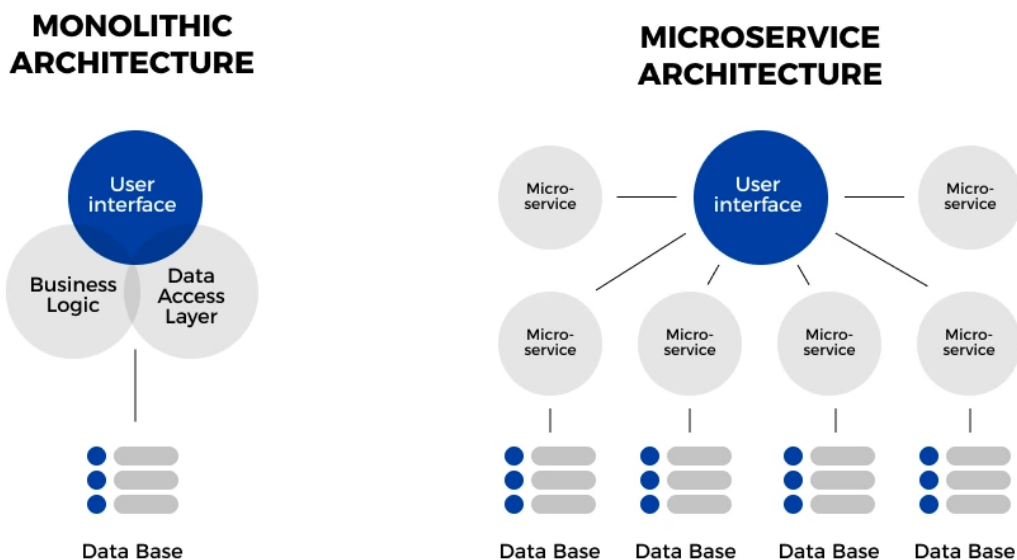 MONOLITHIC
ARCHITECTURE
User
interface
Business
Logic
Data
Access
Layer
Data Base
MICROSERVICE
ARCHITECTURE
Micro-
service
User
interface
Micro-
service
Micro-
service
Micro-
service
Micro-
service
Micro-
service
Data Base
Data Base
Data Base
Data Base